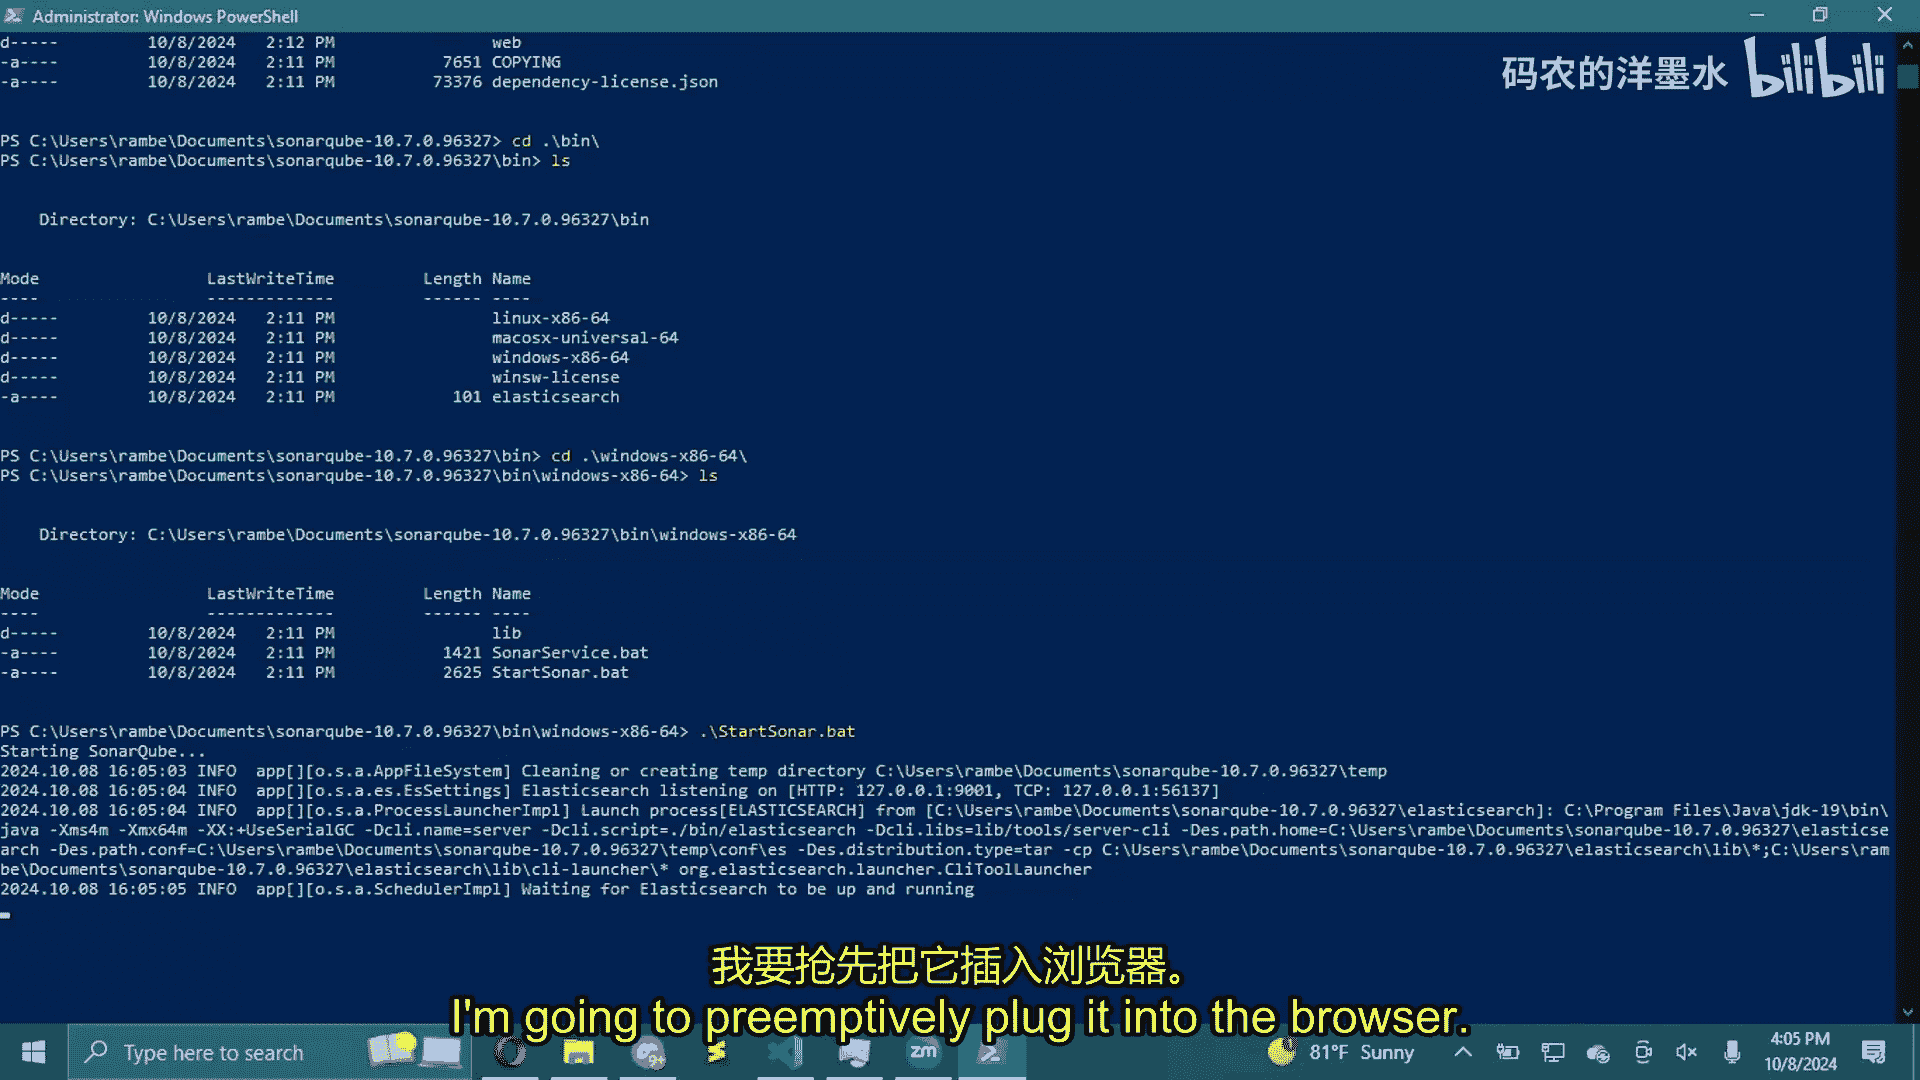 Administrator: Windows PowerShell
d-----        10/8/2024   2:12 PM                web
-a----        10/8/2024   2:11 PM           7651 COPYING
-a----        10/8/2024   2:11 PM          73376 dependency-license.json
码农的洋墨水 bilibili
PS C:\Users\rambe\Documents\sonarqube-10.7.0.96327> cd .\bin\
PS C:\Users\rambe\Documents\sonarqube-10.7.0.96327\bin> ls
Directory: C:\Users\rambe\Documents\sonarqube-10.7.0.96327\bin
Mode                 LastWriteTime         Length Name
----                 -------------         ------ ----
d-----        10/8/2024   2:11 PM                linux-x86-64
d-----        10/8/2024   2:11 PM                macosx-universal-64
d-----        10/8/2024   2:11 PM                windows-x86-64
d-----        10/8/2024   2:11 PM                winsw-license
-a----        10/8/2024   2:11 PM            101 elasticsearch
PS C:\Users\rambe\Documents\sonarqube-10.7.0.96327\bin> cd .\windows-x86-64\
PS C:\Users\rambe\Documents\sonarqube-10.7.0.96327\bin\windows-x86-64> ls
Directory: C:\Users\rambe\Documents\sonarqube-10.7.0.96327\bin\windows-x86-64
Mode                 LastWriteTime         Length Name
----                 -------------         ------ ----
d-----        10/8/2024   2:11 PM                lib
-a----        10/8/2024   2:11 PM           1421 SonarService.bat
-a----        10/8/2024   2:11 PM           2625 StartSonar.bat
PS C:\Users\rambe\Documents\sonarqube-10.7.0.96327\bin\windows-x86-64> .\StartSonar.bat
Starting SonarQube...
2024.10.08 16:05:03 INFO  app[][o.s.a.AppFileSystem] Cleaning or creating temp directory C:\Users\rambe\Documents\sonarqube-10.7.0.96327\temp
2024.10.08 16:05:04 INFO  app[][o.s.a.es.EsSettings] Elasticsearch listening on [HTTP: 127.0.0.1:9001, TCP: 127.0.0.1:56137]
2024.10.08 16:05:04 INFO  app[][o.s.a.ProcessLauncherImpl] Launch process[ELASTICSEARCH] from [C:\Users\rambe\Documents\sonarqube-10.7.0.96327\elasticsearch]: C:\Program Files\Java\jdk-19\bin\
java -Xms4m -Xmx64m -XX:+UseSerialGC -Dcli.name=server -Dcli.script=./bin/elasticsearch -Dcli.libs=lib/tools/server-cli -Des.path.home=C:\Users\rambe\Documents\sonarqube-10.7.0.96327\elasticse
arch -Des.path.conf=C:\Users\rambe\Documents\sonarqube-10.7.0.96327\temp\conf\es -Des.distribution.type=tar -cp C:\Users\rambe\Documents\sonarqube-10.7.0.96327\elasticsearch\lib\*;C:\Users\ram
be\Documents\sonarqube-10.7.0.96327\elasticsearch\lib\cli-launcher\* org.elasticsearch.launcher.CliToolLauncher
2024.10.08 16:05:05 INFO  app[][o.s.a.SchedulerImpl] Waiting for Elasticsearch to be up and running
我要抢先把它插入浏览器。
I'm going to preemptively plug it into the browser.
Type here to search
zm
81°F Sunny
4:05 PM
10/8/2024